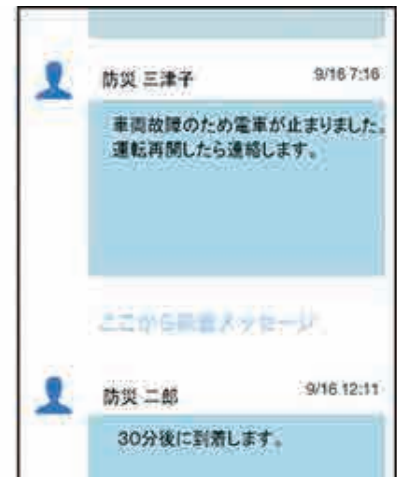 防災 三津子
9/16 7:16
車両故障のため電車が止まりました。
運転再開したら連絡します。
ここから新着メッセージ
防災 二郎
9/16 12:11
30分後に到着します。